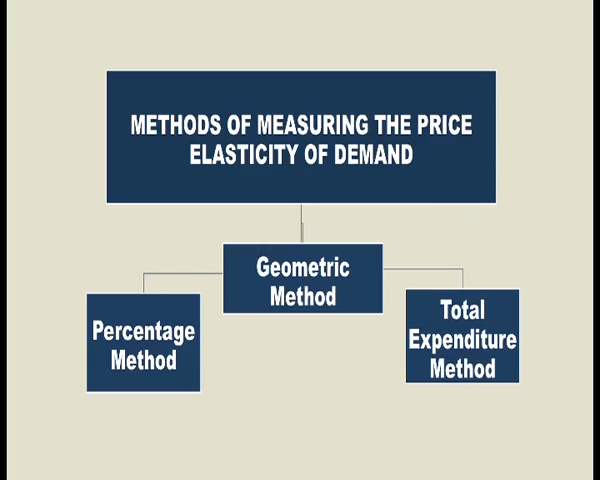 METHODS OF MEASURING THE PRICE
ELASTICITY OF DEMAND
Geometric
Method
Percentage
Method
Total
Expenditure
Method